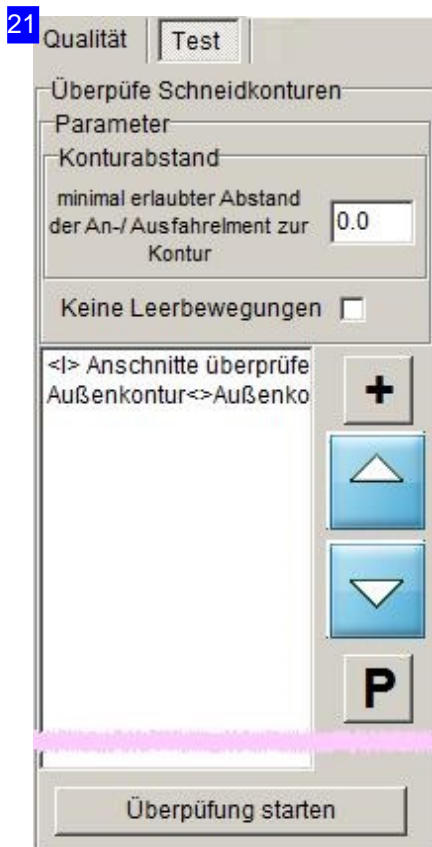 21
Qualität Test
Überpüfe Schneidkonturen
Parameter
Konturabstand
minimal erlaubter Abstand
der An-/ Ausfahrelment zur
Kontur
0.0
Keine Leerbewegungen
<I> Anschnitte überprüfe
Außenkontur<>Außenko
+
P
Überpüfung starten